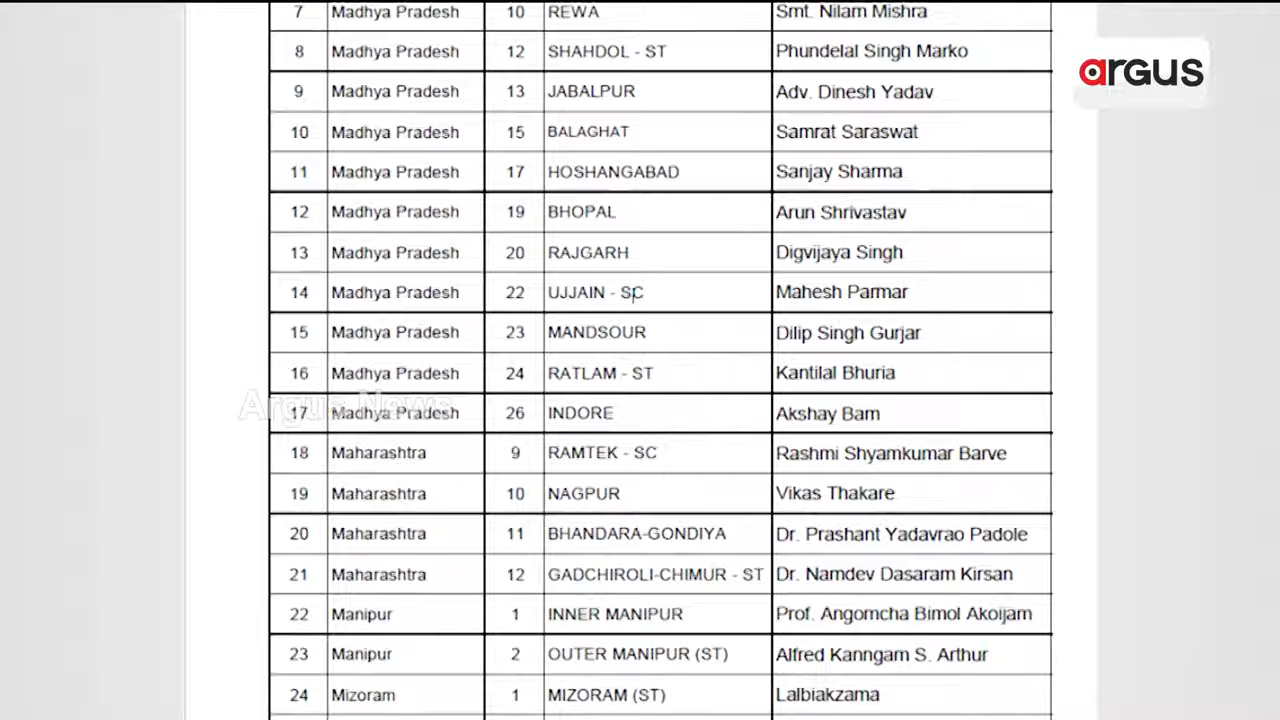 7 Madhya Pradesh 10 REWA Smt. Nilam Mishra
8 Madhya Pradesh 12 SHAHDOL - ST Phundelal Singh Marko
argus
9 Madhya Pradesh 13 JABALPUR Adv. Dinesh Yadav
10 Madhya Pradesh 15 BALAGHAT Samrat Saraswat
11 Madhya Pradesh 17 HOSHANGABAD Sanjay Sharma
12 Madhya Pradesh 19 BHOPAL Arun Shrivastav
13 Madhya Pradesh 20 RAJGARH Digvijaya Singh
14 Madhya Pradesh 22 UJJAIN - SC Mahesh Parmar
15 Madhya Pradesh 23 MANDSOUR Dilip Singh Gurjar
16 Madhya Pradesh 24 RATLAM - ST Kantilal Bhuria
Argus News
17 Madhya Pradesh 26 INDORE Akshay Bam
18 Maharashtra 9 RAMTEK - SC Rashmi Shyamkumar Barve
19 Maharashtra 10 NAGPUR Vikas Thakare
20 Maharashtra 11 BHANDARA-GONDIYA Dr. Prashant Yadavrao Padole
21 Maharashtra 12 GADCHIROLI-CHIMUR - ST Dr. Namdev Dasaram Kirsan
22 Manipur 1 INNER MANIPUR Prof. Angomcha Bimol Akoijam
23 Manipur 2 OUTER MANIPUR (ST) Alfred Kanngam S. Arthur
24 Mizoram 1 MIZORAM (ST) Lalbiakzama